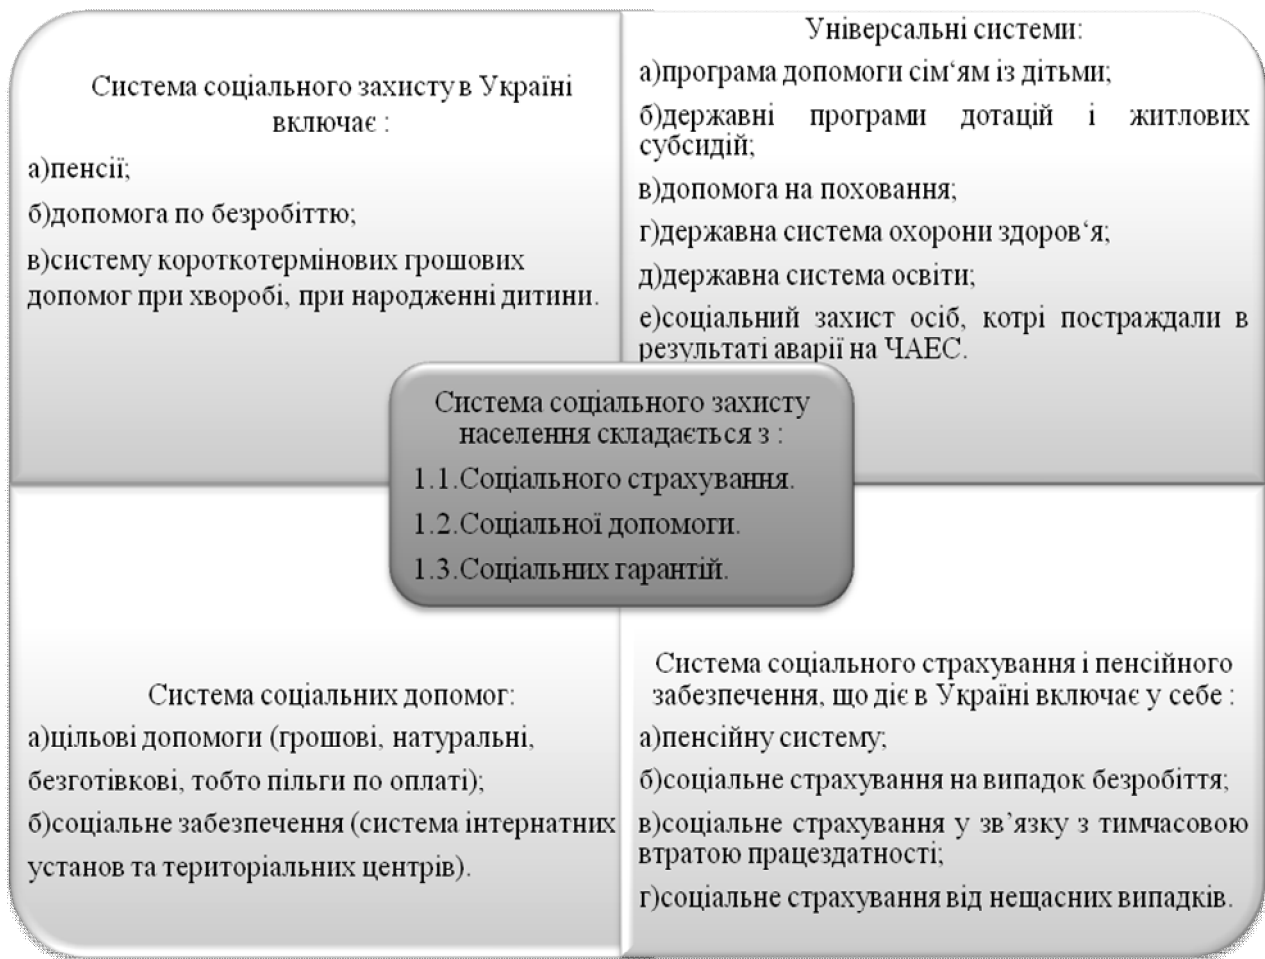 Система соціального захисту в Україні
включає :
а)пенсії;
б)допомога по безробіттю;
в)систему короткотермінових грошових
допомог при хворобі, при народженні дитини.
Універсальні системи:
а)програма допомоги сім‘ям із дітьми;
б)державні програми дотацій і житлових
субсидій;
в)допомога на поховання;
г)державна система охорони здоров‘я;
д)державна система освіти;
е)соціальний захист осіб, котрі постраждали в
результаті аварії на ЧАЕС.
Система соціального захисту
населення складається з :
1.1.Соціального страхування.
1.2.Соціальної допомоги.
1.3.Соціальних гарантій.
Система соціальних допомог:
а)цільові допомоги (грошові, натуральні,
безготівкові, тобто пільги по оплаті);
б)соціальне забезпечення (система інтернатних
установ та територіальних центрів).
Система соціального страхування і пенсійного
забезпечення, що діє в Україні включає у себе :
а)пенсійну систему;
б)соціальне страхування на випадок безробіття;
в)соціальне страхування у зв’язку з тимчасовою
втратою працездатності;
г)соціальне страхування від нещасних випадків.